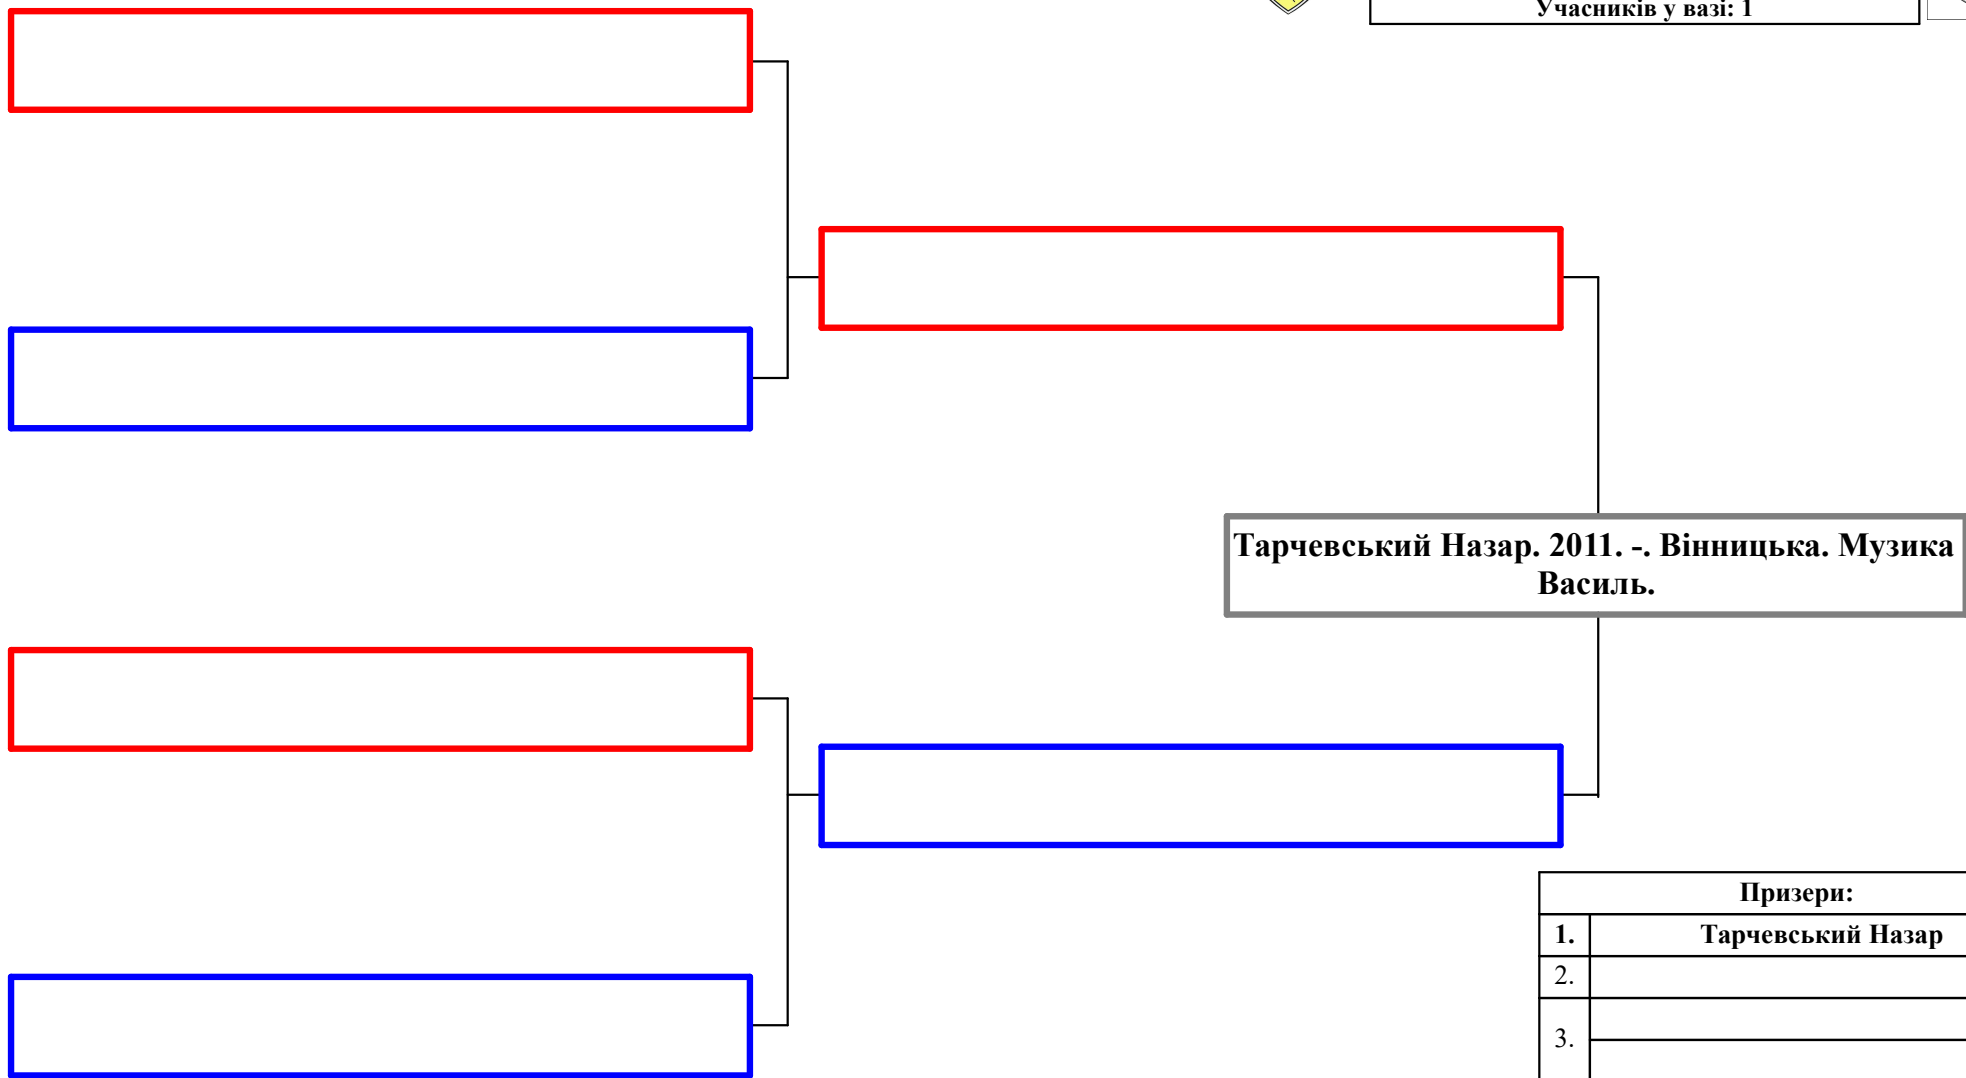 Учасників у вазі: 1
Тарчевський Назар. 2011. -. Вінницька. Музика
Василь.
Призери:
1. Тарчевський Назар
2.
3.